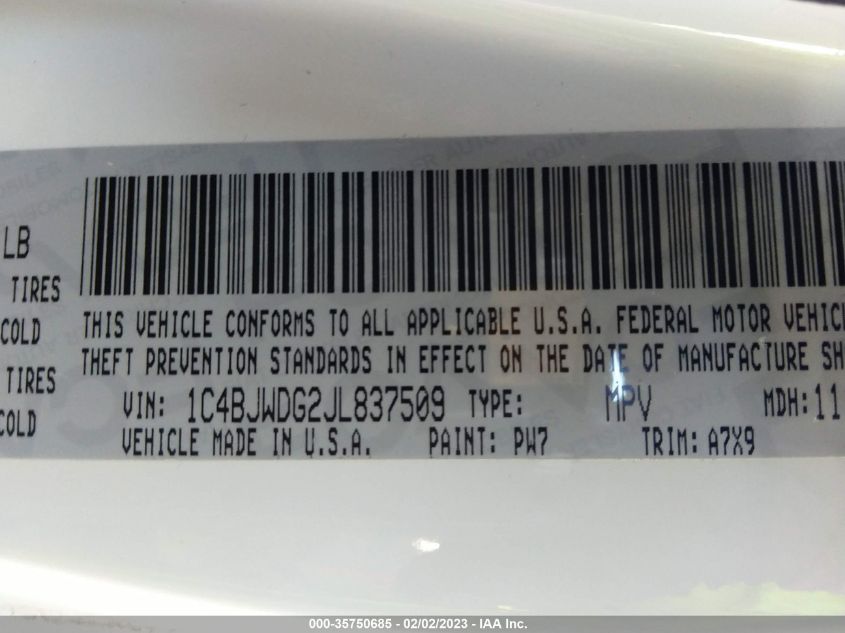 LB
TIRES
COLD
TIRES
COLD
THIS VEHICLE CONFORMS TO ALL APPLICABLE U.S.A. FEDERAL MOTOR VEHICL
THEFT PREVENTION STANDARDS IN EFFECT ON THE DATE OF MANUFACTURE SH
VIN: 1C4BJWDG2JL837509 TYPE: MPV MDH: 11
VEHICLE MADE IN U.S.A. PAINT: PW7 TRIM: A7X9
000-35750685 - 02/02/2023 - IAA Inc.